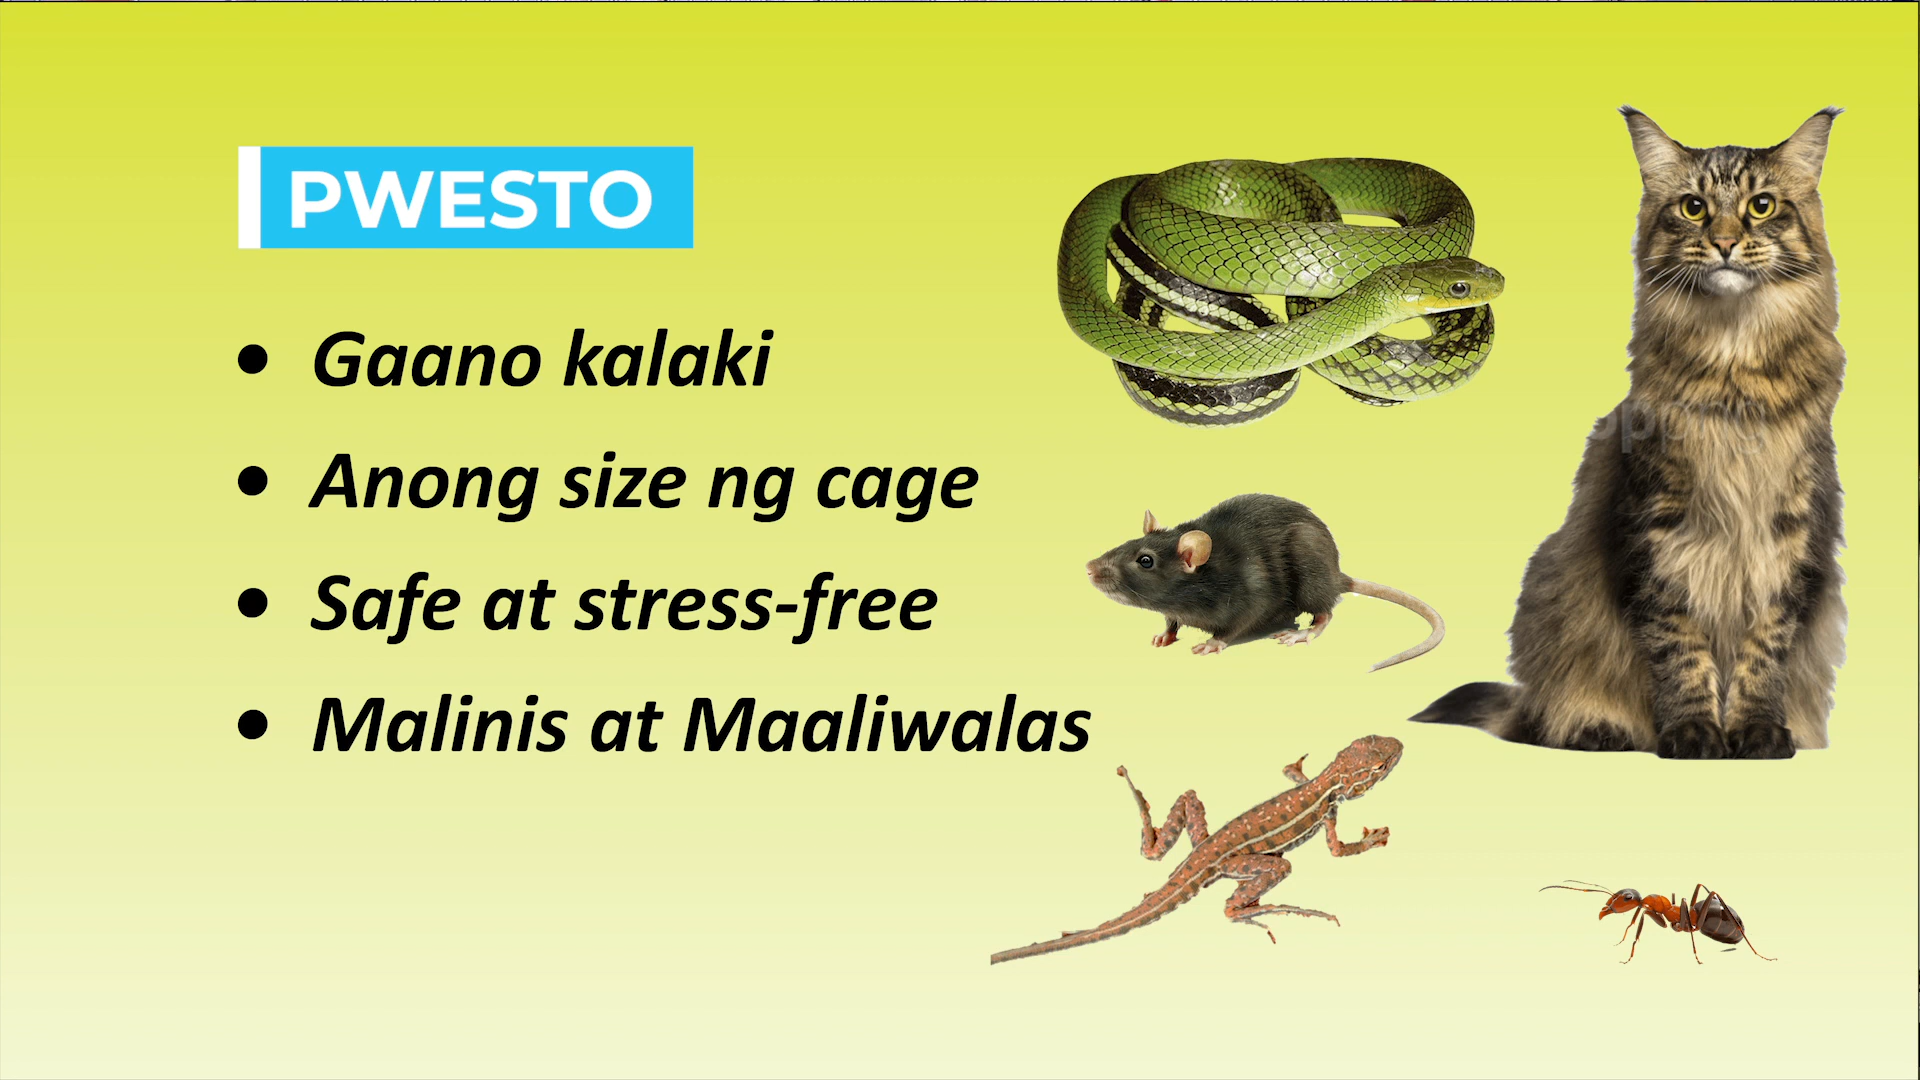 PWESTO
• Gaano kalaki
• Anong size ng cage
• Safe at stress-free
• Malinis at Maaliwalas